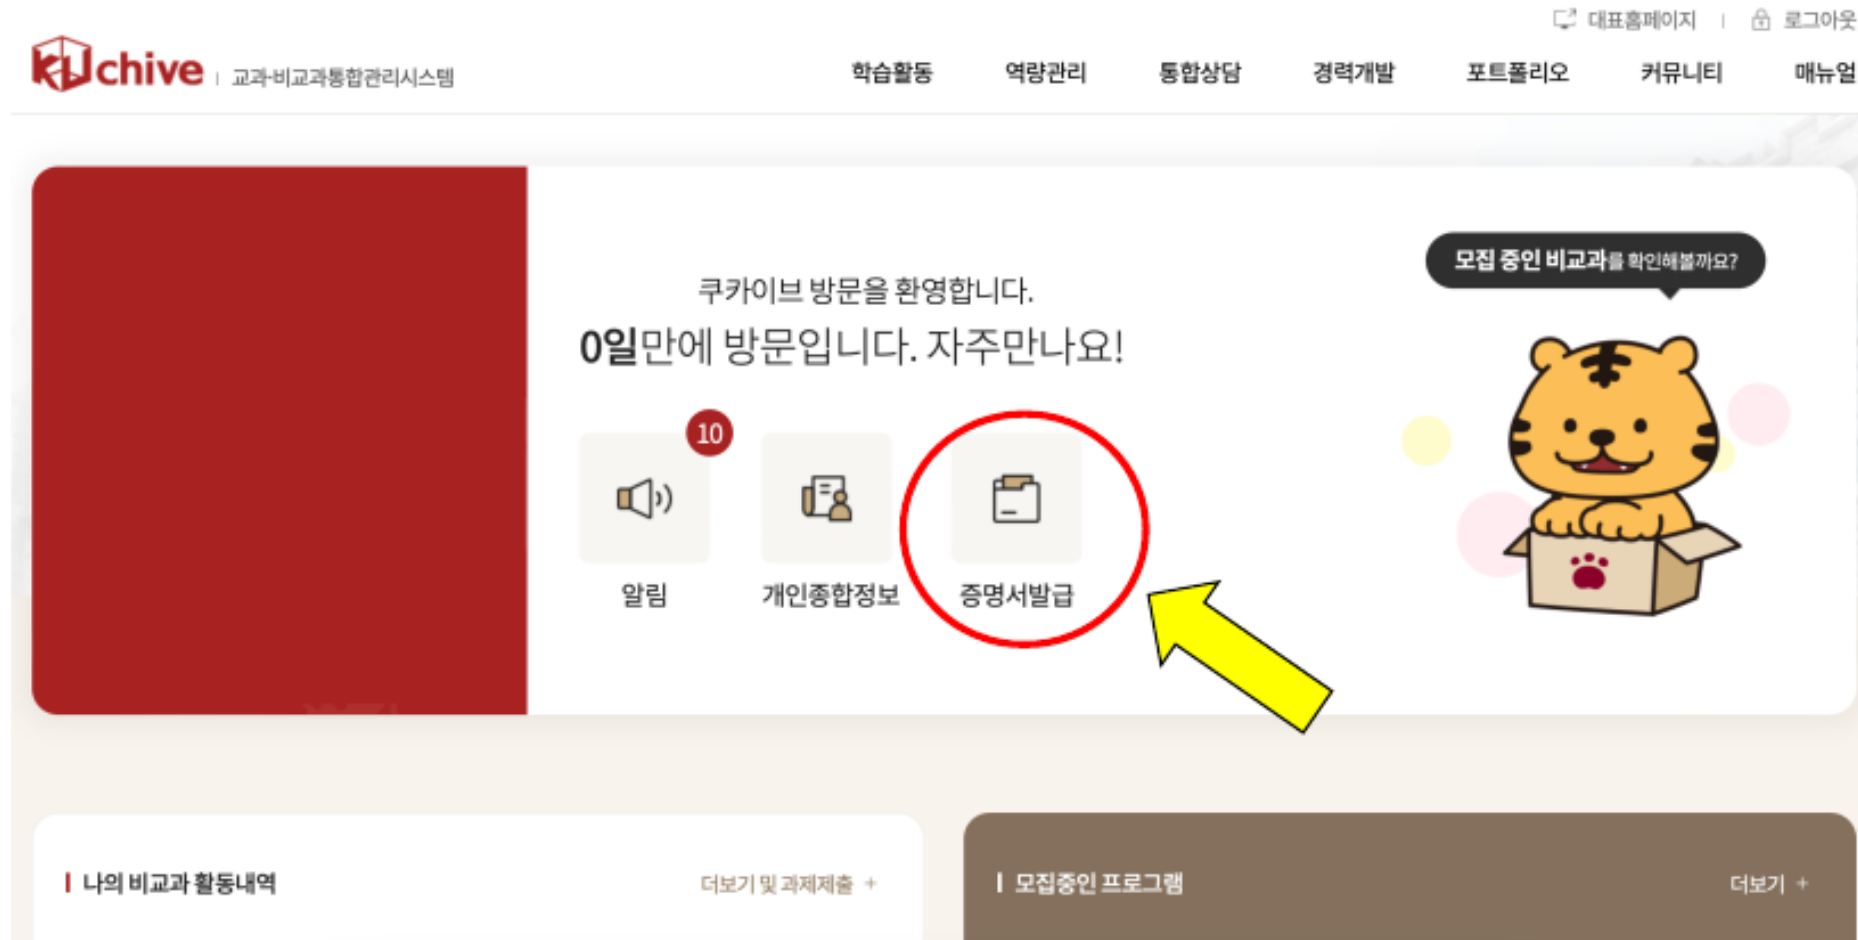 대표홈페이지 | 로그아웃
KUchive | 교과·비교과통합관리시스템
학습활동 역량관리 통합상담 경력개발 포트폴리오 커뮤니티 매뉴얼
모집 중인 비교과를 확인해볼까요?
쿠카이브 방문을 환영합니다.
0일만에 방문입니다. 자주만나요!
10
알림 개인종합정보 증명서발급
나의 비교과 활동내역 더보기 및 과제제출 +
모집중인 프로그램 더보기 +